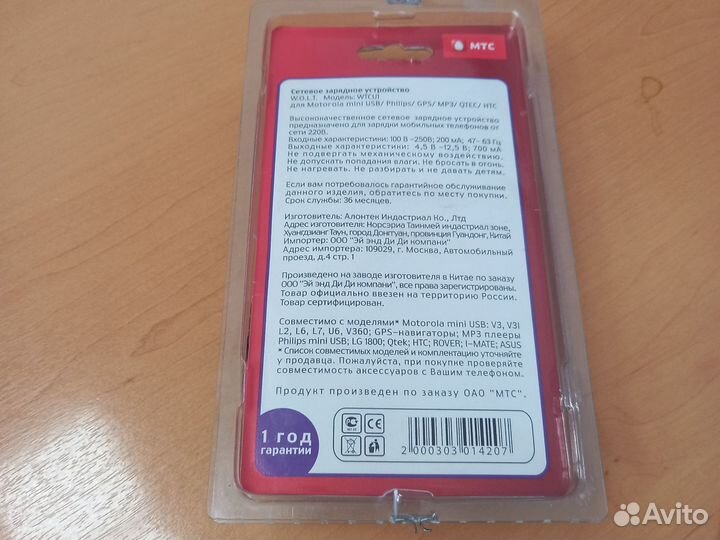 МТС
Сетевое зарядное устройство
W.O.L.T. Модель: WTCU1
для Motorola mini USB/ Philips/ GPS/ MP3/ QTEC/ HTC
Высококачественное сетевое зарядное устройство
предназначено для зарядки мобильных телефонов от
сети 220В.
Входные характеристики: 100 В -250В; 200 мА; 47- 63 Гц
Выходные характеристики: 4,5 В -12,5 В; 700 мА
Не подвергать механическому воздействию.
Не допускать попадания влаги. Не бросать в огонь.
Не нагревать. Не разбирать и не давать детям.
Если вам потребовалось гарантийное обслуживание
данного изделия, обратитесь по месту покупки.
Срок службы: 36 месяцев.
Изготовитель: Алонтек Индастриал Ко., Лтд
Адрес изготовителя: Норсэриа Таинмей индастриал зоне,
Хуангдзианг Таун, город Донгтуан, провинция Гуандонг, Китай
Импортер: ООО "Эй энд Ди Ди компани"
Адрес импортера: 109029, г. Москва, Автомобильный
проезд, д.4 стр. 1
Произведено на заводе изготовителя в Китае по заказу
ООО "Эй энд Ди Ди компани", все права зарегистрированы.
Товар официально ввезен на территорию России.
Товар сертифицирован.
Совместимо с моделями* Motorola mini USB: V3, V3I
L2, L6, L7, U6, V360; GPS-навигаторы; MP3 плееры
Philips mini USB; LG 1800; Qtek; HTC; ROVER; I-MATE; ASUS
* Список совместимых моделей и комплектацию уточняйте
у продавца. Пожалуйста, при покупке проверяйте
совместимость аксессуаров с Вашим телефоном.
Продукт произведен по заказу ОАО "МТС".
1 год
гарантии
CE
2 000303 014207
Avito